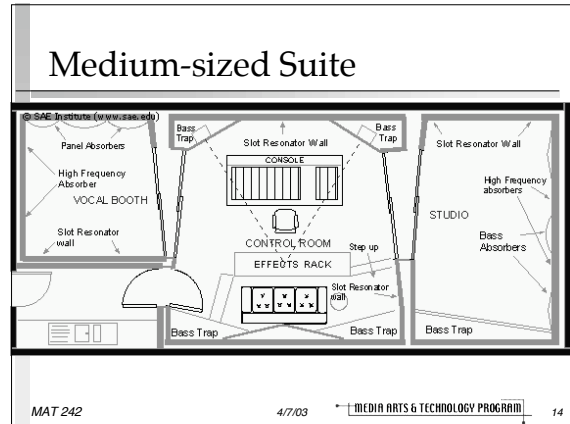 Medium-sized Suite
© SAE Institute (www.sae.edu)
Panel Absorbers
High Frequency
Absorber
VOCAL BOOTH
Slot Resonator
wall
Bass
Trap
Slot Resonator Wall
Bass
Trap
CONSOLE
CONTROL ROOM
EFFECTS RACK
Step up
Slot Resonator
wall
Bass Trap
Bass Trap
Slot Resonator Wall
High Frequency
absorbers
STUDIO
Bass
Absorbers
Bass Trap
MAT 242
4/7/03
MEDIA ARTS & TECHNOLOGY PROGRAM
14